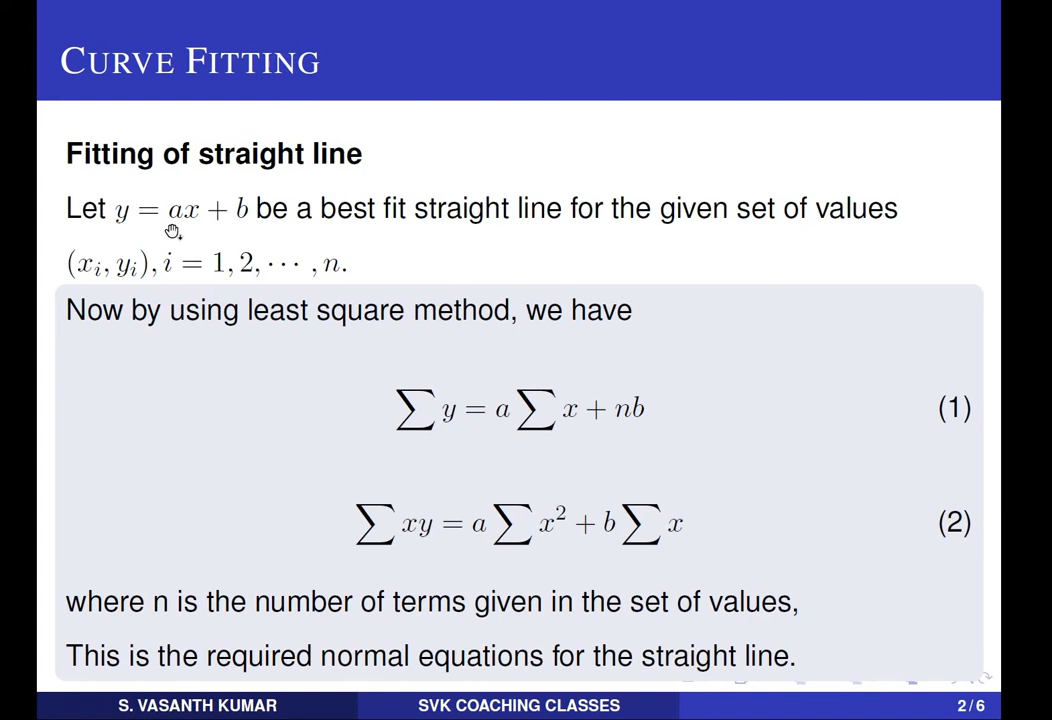 CURVE FITTING
Fitting of straight line
Let y = ax + b be a best fit straight line for the given set of values
(xᵢ, yᵢ), i = 1, 2, ⋯ , n.
Now by using least square method, we have
∑ y = a ∑ x + nb (1)
∑ xy = a ∑ x² + b ∑ x (2)
where n is the number of terms given in the set of values,
This is the required normal equations for the straight line.
S. VASANTH KUMAR SVK COACHING CLASSES 2/6